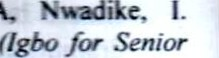 A, Nwadike, I.
(Igbo for Senior